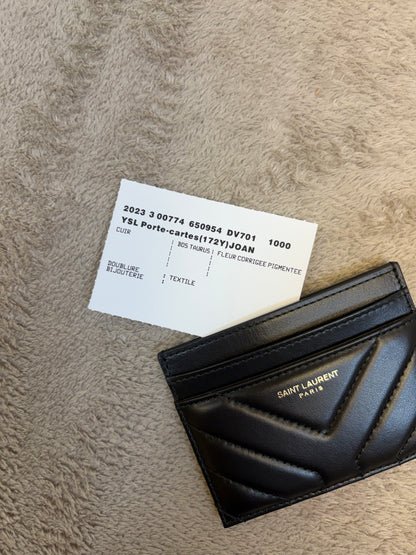 2023 3 00774 650954 DV701 1000
YSL Porte-cartes(172Y)JOAN
CUIR BOS TAURUS FLEUR CORRIGEE PIGMENTEE
DOUBLURE
BIJOUTERIE : TEXTILE
SAINT LAURENT
PARIS